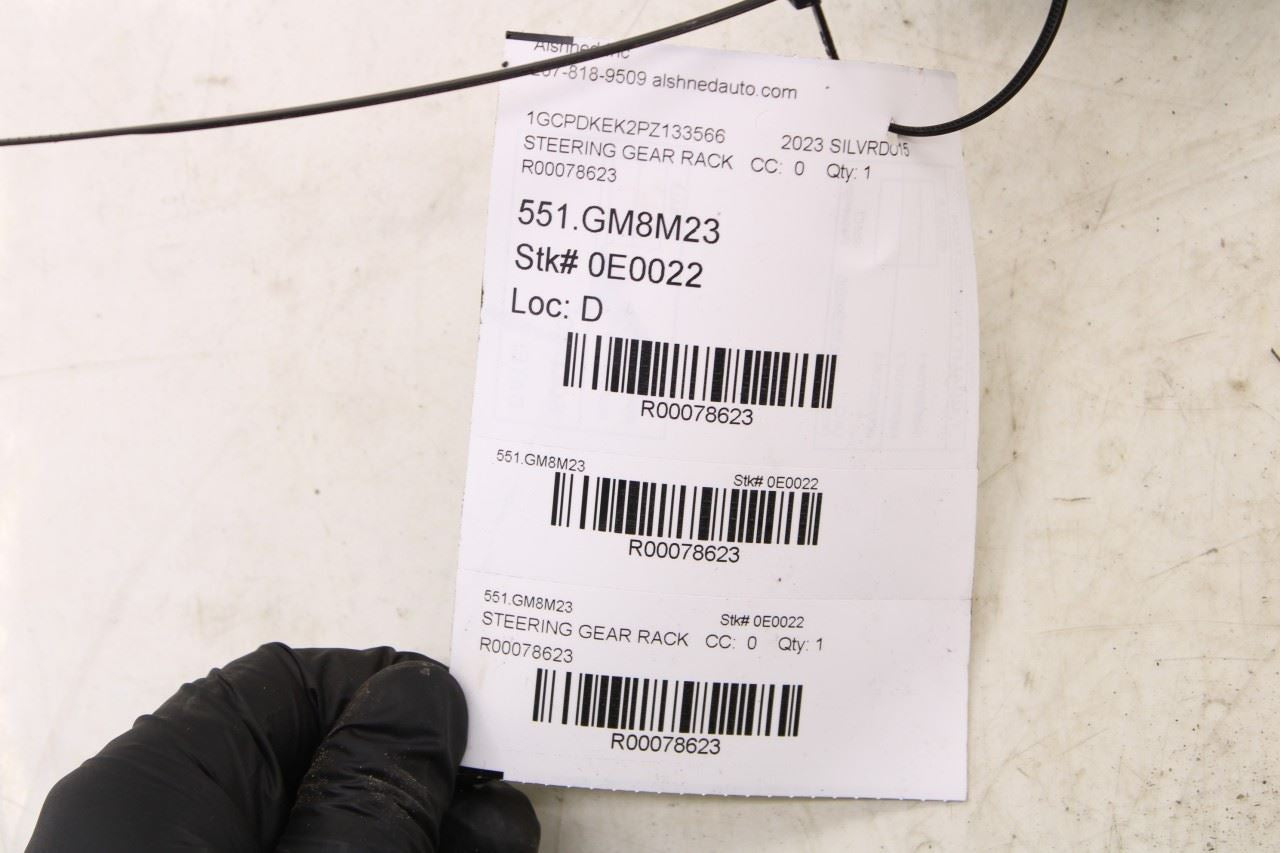 818-9509 alshnedauto.com
1GCPDKEK2PZ133566 2023 SILVRDO15
STEERING GEAR RACK CC: 0 Qty: 1
R00078623
551.GM8M23
Stk# 0E0022
Loc: D
R00078623
551.GM8M23 Stk# 0E0022
R00078623
551.GM8M23 Stk# 0E0022
STEERING GEAR RACK CC: 0 Qty: 1
R00078623
R00078623